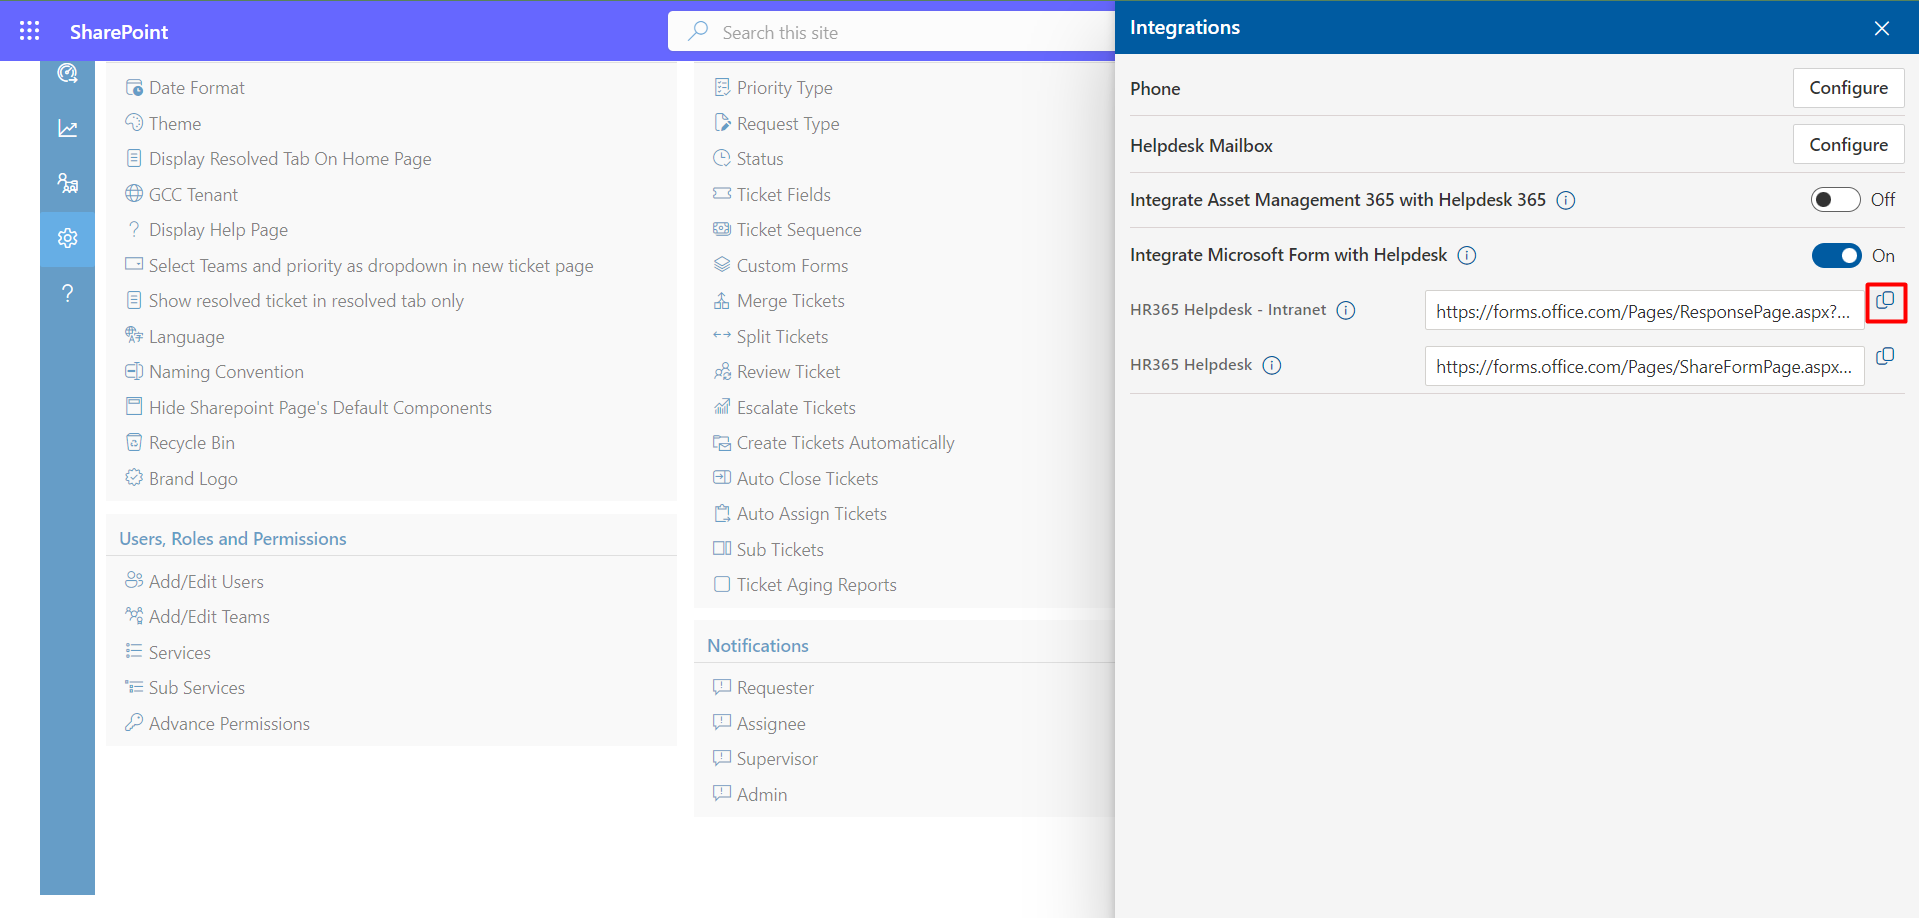 SharePoint
Search this site
Date Format
Theme
Display Resolved Tab On Home Page
GCC Tenant
Display Help Page
Select Teams and priority as dropdown in new ticket page
Show resolved ticket in resolved tab only
Language
Naming Convention
Hide Sharepoint Page's Default Components
Recycle Bin
Brand Logo
Users, Roles and Permissions
Add/Edit Users
Add/Edit Teams
Services
Sub Services
Advance Permissions
Priority Type
Request Type
Status
Ticket Fields
Ticket Sequence
Custom Forms
Merge Tickets
Split Tickets
Review Ticket
Escalate Tickets
Create Tickets Automatically
Auto Close Tickets
Auto Assign Tickets
Sub Tickets
Ticket Aging Reports
Notifications
Requester
Assignee
Supervisor
Admin
Integrations
Phone Configure
Helpdesk Mailbox Configure
Integrate Asset Management 365 with Helpdesk 365 Off
Integrate Microsoft Form with Helpdesk On
HR365 Helpdesk - Intranet https://forms.office.com/Pages/ResponsePage.aspx?...
HR365 Helpdesk https://forms.office.com/Pages/ShareFormPage.aspx...